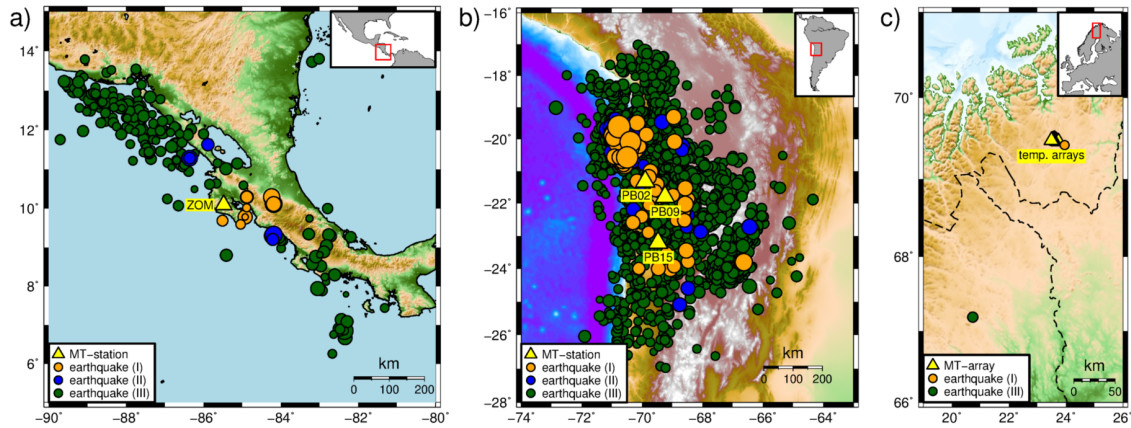 a)
14˚
12˚
10˚
8˚
6˚
−90
−88
−86
−84
−82
−80
ZOM
MT−station
earthquake (I)
earthquake (II)
earthquake (III)
km
0 100 200
b)
−16˚
−18˚
−20˚
−22˚
−24˚
−26˚
−28˚
−74˚
−72˚
−70˚
−68˚
−66˚
−64˚
PB02
PB09
PB15
MT−station
earthquake (I)
earthquake (II)
earthquake (III)
km
0 100 200
c)
70˚
68˚
66˚
20˚
22˚
24˚
26˚
temp. arrays
MT−array
earthquake (I)
earthquake (III)
km
0 50